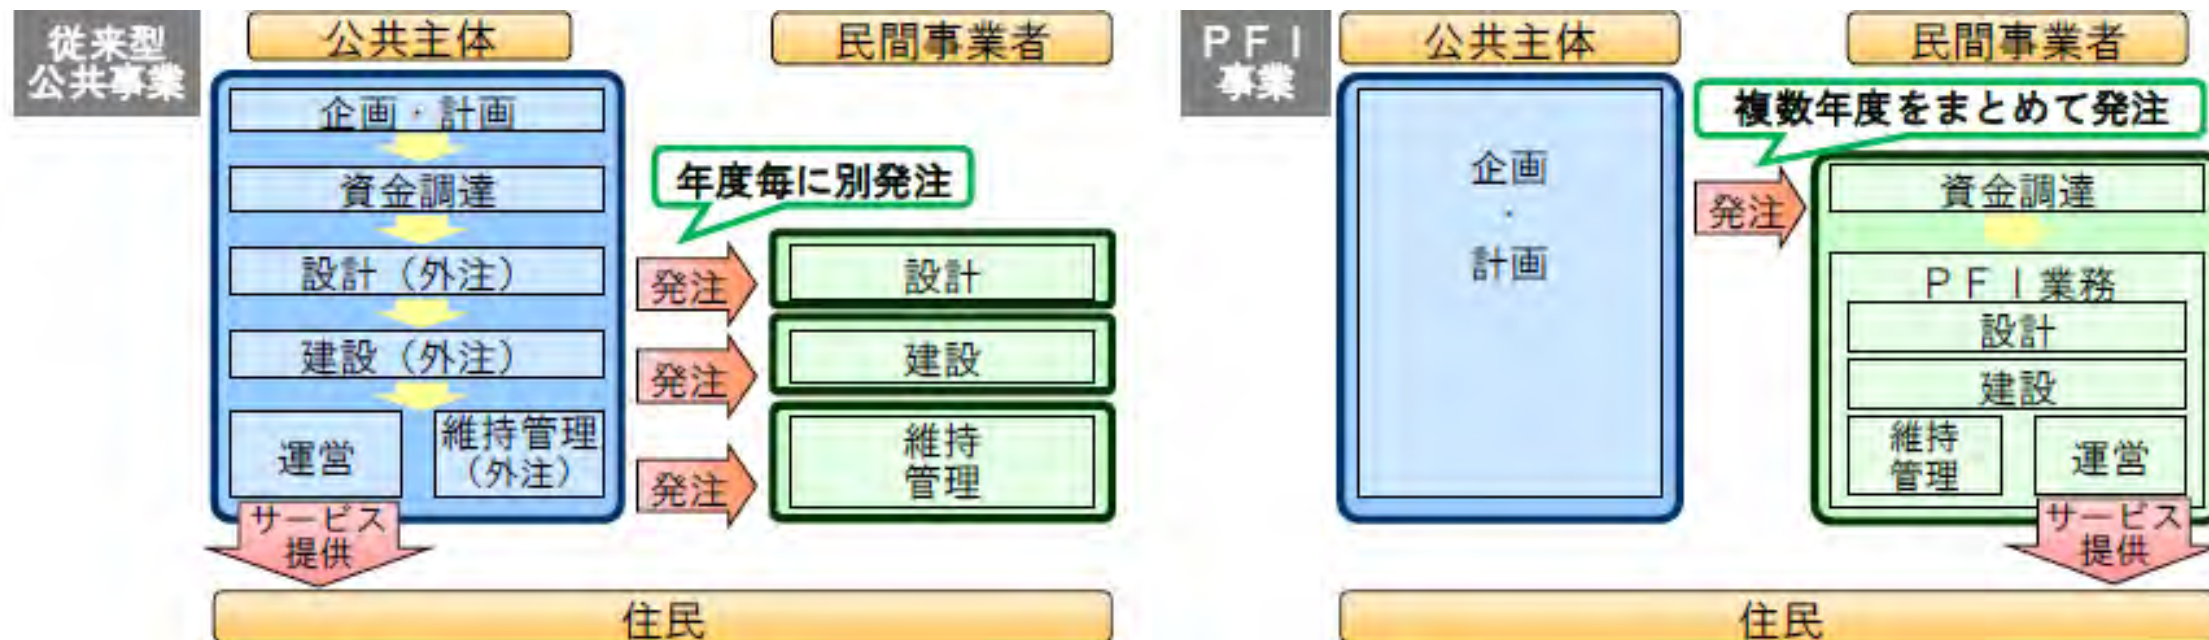 従来型
公共事業
公共主体
民間事業者
企画・計画
資金調達
設計（外注）
建設（外注）
運営
維持管理
（外注）
年度毎に別発注
発注
設計
発注
建設
発注
維持
管理
サービス
提供
住民
ＰＦＩ
事業
公共主体
民間事業者
企画
・
計画
複数年度をまとめて発注
発注
資金調達
ＰＦＩ業務
設計
建設
維持
管理
運営
サービス
提供
住民